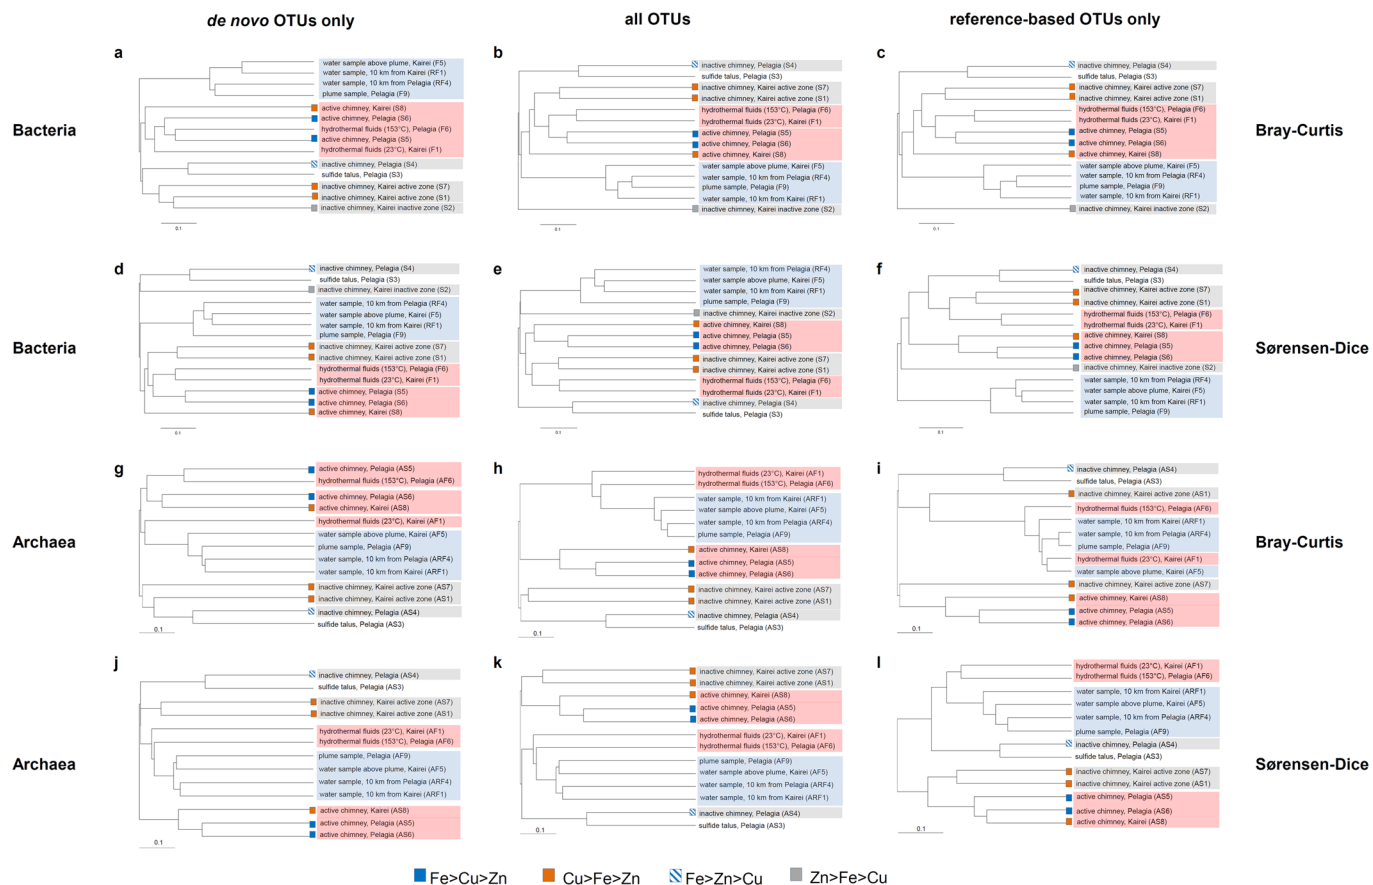 de novo OTUs only
all OTUs
reference-based OTUs only
Bacteria
Bray-Curtis
a
water sample above plume, Kairei (F5)
water sample, 10 km from Kairei (RF1)
water sample, 10 km from Pelagia (RF4)
plume sample, Pelagia (F9)
active chimney, Kairei (S8)
active chimney, Pelagia (S6)
hydrothermal fluids (153°C), Pelagia (F6)
active chimney, Pelagia (S5)
hydrothermal fluids (23°C), Kairei (F1)
inactive chimney, Pelagia (S4)
sulfide talus, Pelagia (S3)
inactive chimney, Kairei active zone (S7)
inactive chimney, Kairei active zone (S1)
inactive chimney, Kairei inactive zone (S2)
0.1
b
inactive chimney, Pelagia (S4)
sulfide talus, Pelagia (S3)
inactive chimney, Kairei active zone (S7)
inactive chimney, Kairei active zone (S1)
hydrothermal fluids (153°C), Pelagia (F6)
hydrothermal fluids (23°C), Kairei (F1)
active chimney, Pelagia (S5)
active chimney, Pelagia (S6)
active chimney, Kairei (S8)
water sample above plume, Kairei (F5)
water sample, 10 km from Pelagia (RF4)
plume sample, Pelagia (F9)
water sample, 10 km from Kairei (RF1)
inactive chimney, Kairei inactive zone (S2)
0.1
c
inactive chimney, Pelagia (S4)
sulfide talus, Pelagia (S3)
inactive chimney, Kairei active zone (S7)
inactive chimney, Kairei active zone (S1)
hydrothermal fluids (153°C), Pelagia (F6)
hydrothermal fluids (23°C), Kairei (F1)
active chimney, Pelagia (S5)
active chimney, Pelagia (S6)
active chimney, Kairei (S8)
water sample above plume, Kairei (F5)
water sample, 10 km from Pelagia (RF4)
plume sample, Pelagia (F9)
water sample, 10 km from Kairei (RF1)
inactive chimney, Kairei inactive zone (S2)
0.1
Bacteria
Sørensen-Dice
d
inactive chimney, Pelagia (S4)
sulfide talus, Pelagia (S3)
inactive chimney, Kairei inactive zone (S2)
water sample, 10 km from Pelagia (RF4)
water sample above plume, Kairei (F5)
water sample, 10 km from Kairei (RF1)
plume sample, Pelagia (F9)
inactive chimney, Kairei active zone (S7)
inactive chimney, Kairei active zone (S1)
hydrothermal fluids (153°C), Pelagia (F6)
hydrothermal fluids (23°C), Kairei (F1)
active chimney, Pelagia (S5)
active chimney, Pelagia (S6)
active chimney, Kairei (S8)
0.1
e
water sample, 10 km from Pelagia (RF4)
water sample above plume, Kairei (F5)
water sample, 10 km from Kairei (RF1)
plume sample, Pelagia (F9)
inactive chimney, Kairei inactive zone (S2)
active chimney, Kairei (S8)
active chimney, Pelagia (S5)
active chimney, Pelagia (S6)
inactive chimney, Kairei active zone (S7)
inactive chimney, Kairei active zone (S1)
hydrothermal fluids (153°C), Pelagia (F6)
hydrothermal fluids (23°C), Kairei (F1)
inactive chimney, Pelagia (S4)
sulfide talus, Pelagia (S3)
0.1
f
inactive chimney, Pelagia (S4)
sulfide talus, Pelagia (S3)
inactive chimney, Kairei active zone (S7)
inactive chimney, Kairei active zone (S1)
hydrothermal fluids (153°C), Pelagia (F6)
hydrothermal fluids (23°C), Kairei (F1)
active chimney, Kairei (S8)
active chimney, Pelagia (S5)
active chimney, Pelagia (S6)
inactive chimney, Kairei inactive zone (S2)
water sample, 10 km from Pelagia (RF4)
water sample above plume, Kairei (F5)
water sample, 10 km from Kairei (RF1)
plume sample, Pelagia (F9)
0.1
Archaea
Bray-Curtis
g
active chimney, Pelagia (AS5)
hydrothermal fluids (153°C), Pelagia (AF6)
active chimney, Pelagia (AS6)
active chimney, Kairei (AS8)
hydrothermal fluids (23°C), Kairei (AF1)
water sample above plume, Kairei (AF5)
plume sample, Pelagia (AF9)
water sample, 10 km from Pelagia (ARF4)
water sample, 10 km from Kairei (ARF1)
inactive chimney, Kairei active zone (AS7)
inactive chimney, Kairei active zone (AS1)
inactive chimney, Pelagia (AS4)
sulfide talus, Pelagia (AS3)
0.1
h
hydrothermal fluids (23°C), Kairei (AF1)
hydrothermal fluids (153°C), Pelagia (AF6)
water sample, 10 km from Kairei (ARF1)
water sample above plume, Kairei (AF5)
water sample, 10 km from Pelagia (ARF4)
plume sample, Pelagia (AF9)
active chimney, Kairei (AS8)
active chimney, Pelagia (AS5)
active chimney, Pelagia (AS6)
inactive chimney, Kairei active zone (AS7)
inactive chimney, Kairei active zone (AS1)
inactive chimney, Pelagia (AS4)
sulfide talus, Pelagia (AS3)
0.1
i
inactive chimney, Pelagia (AS4)
sulfide talus, Pelagia (AS3)
inactive chimney, Kairei active zone (AS1)
hydrothermal fluids (153°C), Pelagia (AF6)
water sample, 10 km from Kairei (ARF1)
water sample, 10 km from Pelagia (ARF4)
plume sample, Pelagia (AF9)
hydrothermal fluids (23°C), Kairei (AF1)
water sample above plume, Kairei (AF5)
inactive chimney, Kairei active zone (AS7)
active chimney, Kairei (AS8)
active chimney, Pelagia (AS5)
active chimney, Pelagia (AS6)
0.1
Archaea
Sørensen-Dice
j
inactive chimney, Pelagia (AS4)
sulfide talus, Pelagia (AS3)
inactive chimney, Kairei active zone (AS7)
inactive chimney, Kairei active zone (AS1)
hydrothermal fluids (23°C), Kairei (AF1)
hydrothermal fluids (153°C), Pelagia (AF6)
plume sample, Pelagia (AF9)
water sample above plume, Kairei (AF5)
water sample, 10 km from Pelagia (ARF4)
water sample, 10 km from Kairei (ARF1)
active chimney, Kairei (AS8)
active chimney, Pelagia (AS5)
active chimney, Pelagia (AS6)
0.1
k
inactive chimney, Kairei active zone (AS7)
inactive chimney, Kairei active zone (AS1)
active chimney, Kairei (AS8)
active chimney, Pelagia (AS5)
active chimney, Pelagia (AS6)
hydrothermal fluids (23°C), Kairei (AF1)
hydrothermal fluids (153°C), Pelagia (AF6)
plume sample, Pelagia (AF9)
water sample above plume, Kairei (AF5)
water sample, 10 km from Pelagia (ARF4)
water sample, 10 km from Kairei (ARF1)
inactive chimney, Pelagia (AS4)
sulfide talus, Pelagia (AS3)
0.1
l
hydrothermal fluids (23°C), Kairei (AF1)
hydrothermal fluids (153°C), Pelagia (AF6)
water sample, 10 km from Kairei (ARF1)
water sample above plume, Kairei (AF5)
water sample, 10 km from Pelagia (ARF4)
plume sample, Pelagia (AF9)
inactive chimney, Pelagia (AS4)
sulfide talus, Pelagia (AS3)
inactive chimney, Kairei active zone (AS7)
inactive chimney, Kairei active zone (AS1)
active chimney, Pelagia (AS5)
active chimney, Pelagia (AS6)
active chimney, Kairei (AS8)
0.1
Fe>Cu>Zn
Cu>Fe>Zn
Fe>Zn>Cu
Zn>Fe>Cu